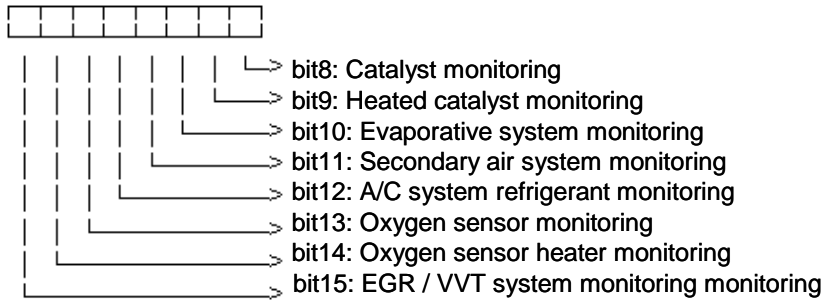 bit8: Catalyst monitoring
bit9: Heated catalyst monitoring
bit10: Evaporative system monitoring
bit11: Secondary air system monitoring
bit12: A/C system refrigerant monitoring
bit13: Oxygen sensor monitoring
bit14: Oxygen sensor heater monitoring
bit15: EGR / VVT system monitoring monitoring